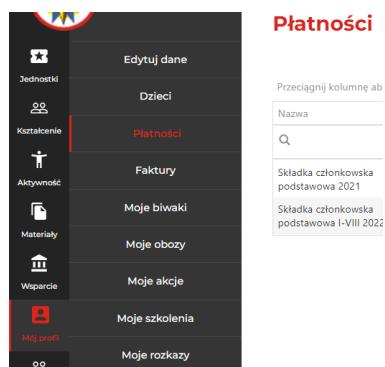 Jednostki
Kształcenie
Aktywność
Materiały
Wsparcie
Mój profil
Edytuj dane
Dzieci
Płatności
Faktury
Moje biwaki
Moje obozy
Moje akcje
Moje szkolenia
Moje rozkazy
Płatności
Przeciągnij kolumnę ab
Nazwa
Składka członkowska
podstawowa 2021
Składka członkowska
podstawowa I-VIII 2022